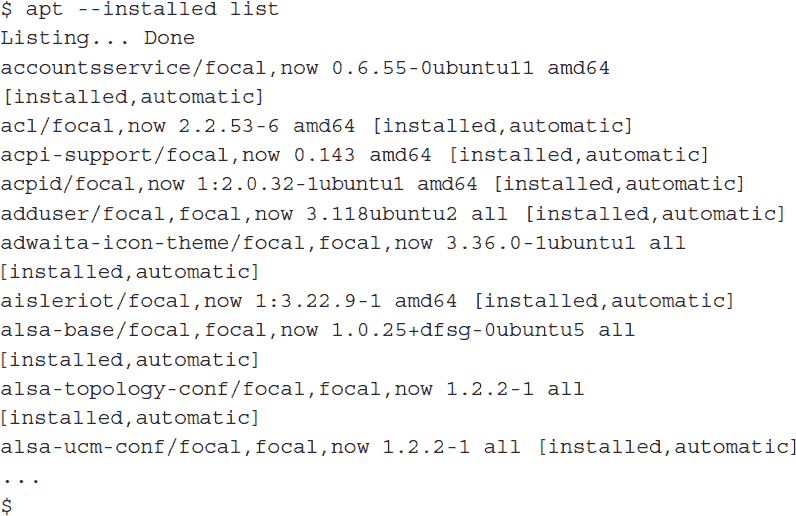 $ apt --installed list
Listing... Done
accountsservice/focal,now 0.6.55-0ubuntu11 amd64
[installed,automatic]
acl/focal,now 2.2.53-6 amd64 [installed,automatic]
acpi-support/focal,now 0.143 amd64 [installed,automatic]
acpid/focal,now 1:2.0.32-1ubuntu1 amd64 [installed,automatic]
adduser/focal,focal,now 3.118ubuntu2 all [installed,automatic]
adwaita-icon-theme/focal,focal,now 3.36.0-1ubuntu1 all
[installed,automatic]
aisleriot/focal,now 1:3.22.9-1 amd64 [installed,automatic]
alsa-base/focal,focal,now 1.0.25+dfsg-0ubuntu5 all
[installed,automatic]
alsa-topology-conf/focal,focal,now 1.2.2-1 all
[installed,automatic]
alsa-ucm-conf/focal,focal,now 1.2.2-1 all [installed,automatic]
...
$